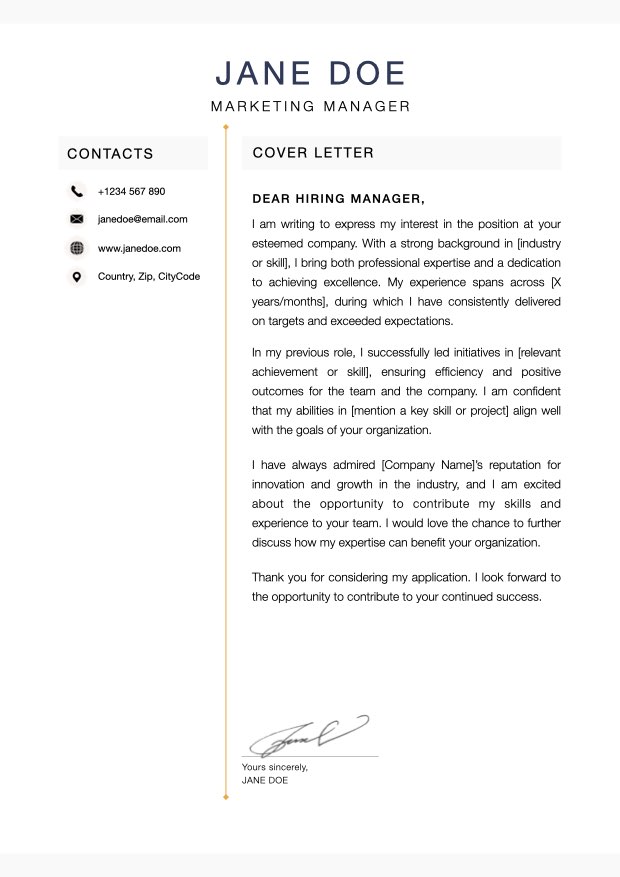 JANE DOE
MARKETING MANAGER
CONTACTS
+1234 567 890
janedoe@email.com
www.janedoe.com
Country, Zip, CityCode
COVER LETTER
DEAR HIRING MANAGER,
I am writing to express my interest in the position at your
esteemed company. With a strong background in [industry
or skill], I bring both professional expertise and a dedication
to achieving excellence. My experience spans across [X
years/months], during which I have consistently delivered
on targets and exceeded expectations.
In my previous role, I successfully led initiatives in [relevant
achievement or skill], ensuring efficiency and positive
outcomes for the team and the company. I am confident
that my abilities in [mention a key skill or project] align well
with the goals of your organization.
I have always admired [Company Name]'s reputation for
innovation and growth in the industry, and I am excited
about the opportunity to contribute my skills and
experience to your team. I would love the chance to further
discuss how my expertise can benefit your organization.
Thank you for considering my application. I look forward to
the opportunity to contribute to your continued success.
Yours sincerely,
JANE DOE